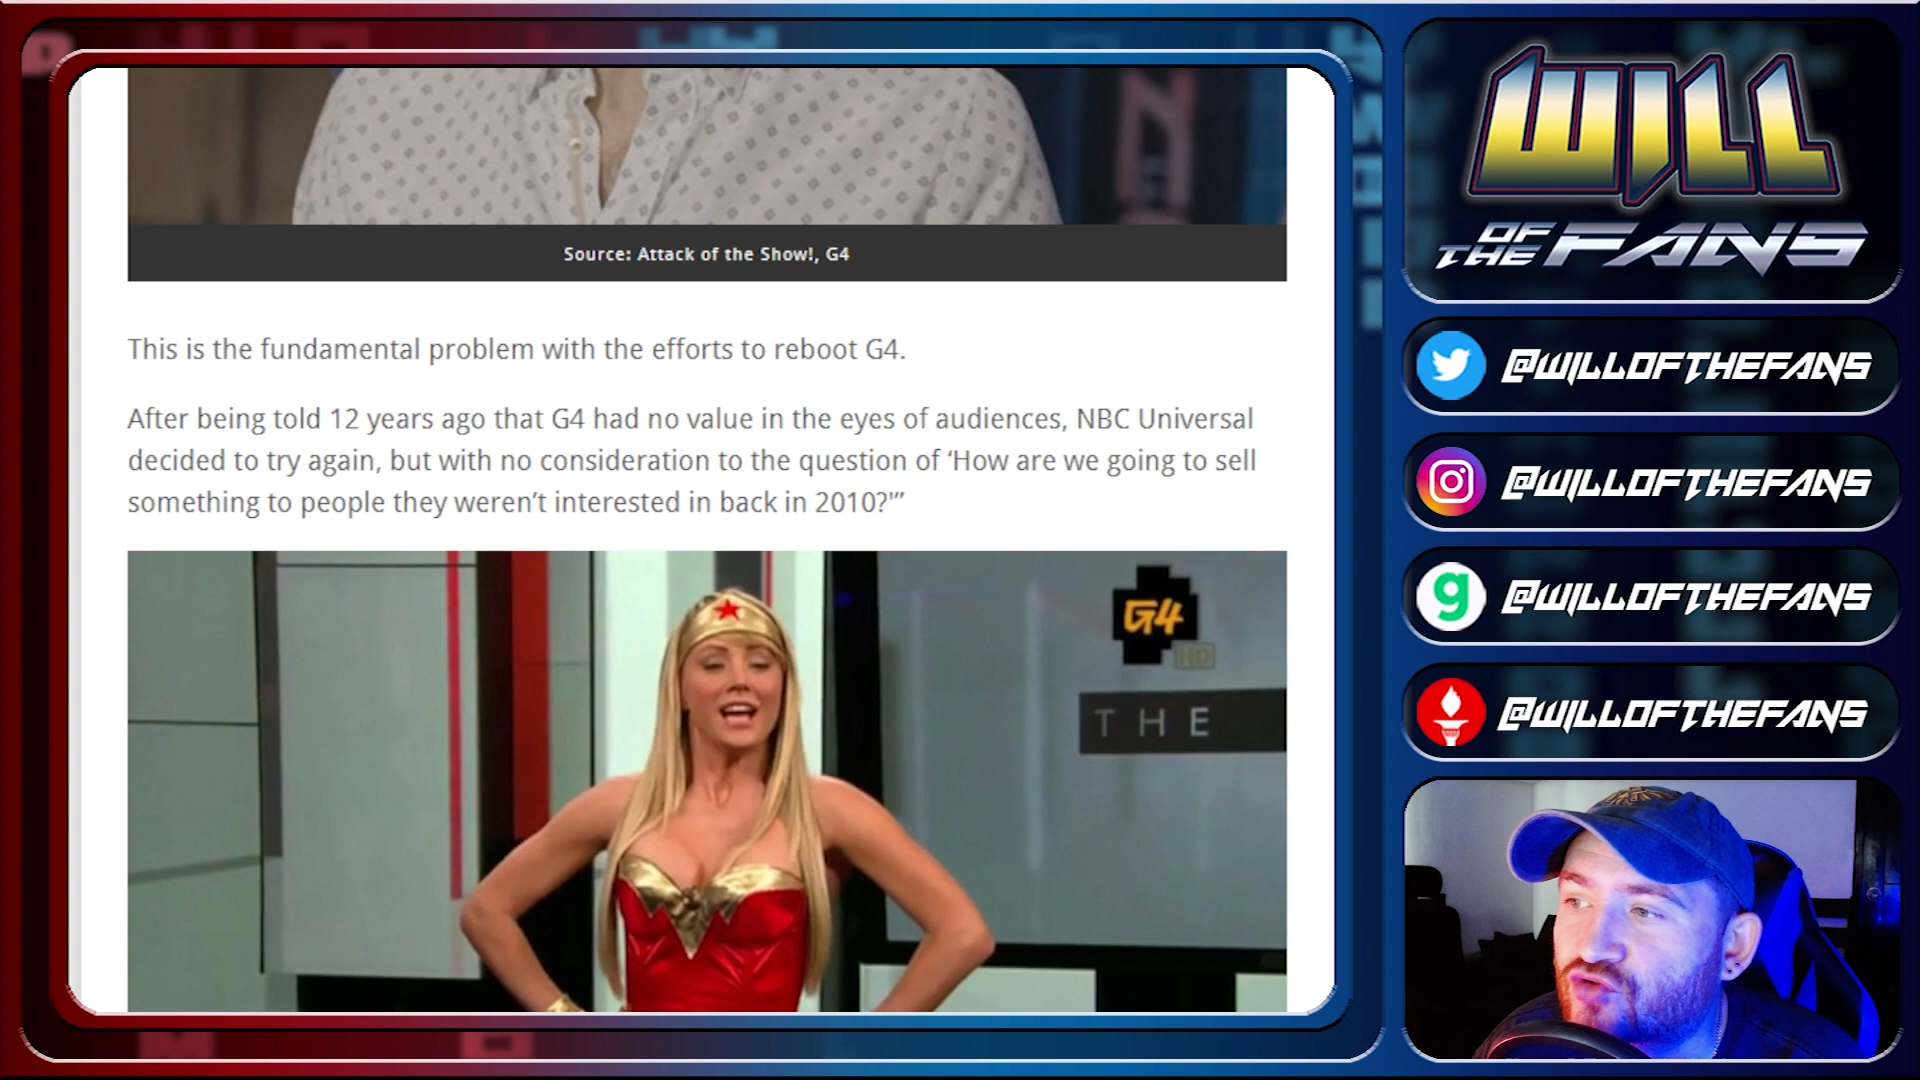 Source: Attack of the Show!, G4
This is the fundamental problem with the efforts to reboot G4.
After being told 12 years ago that G4 had no value in the eyes of audiences, NBC Universal
decided to try again, but with no consideration to the question of ‘How are we going to sell
something to people they weren’t interested in back in 2010?'”
G4
HD
THE
WILL
OF
THE FANS
@WILLOFTHEFANS
@WILLOFTHEFANS
g
@WILLOFTHEFANS
@WILLOFTHEFANS